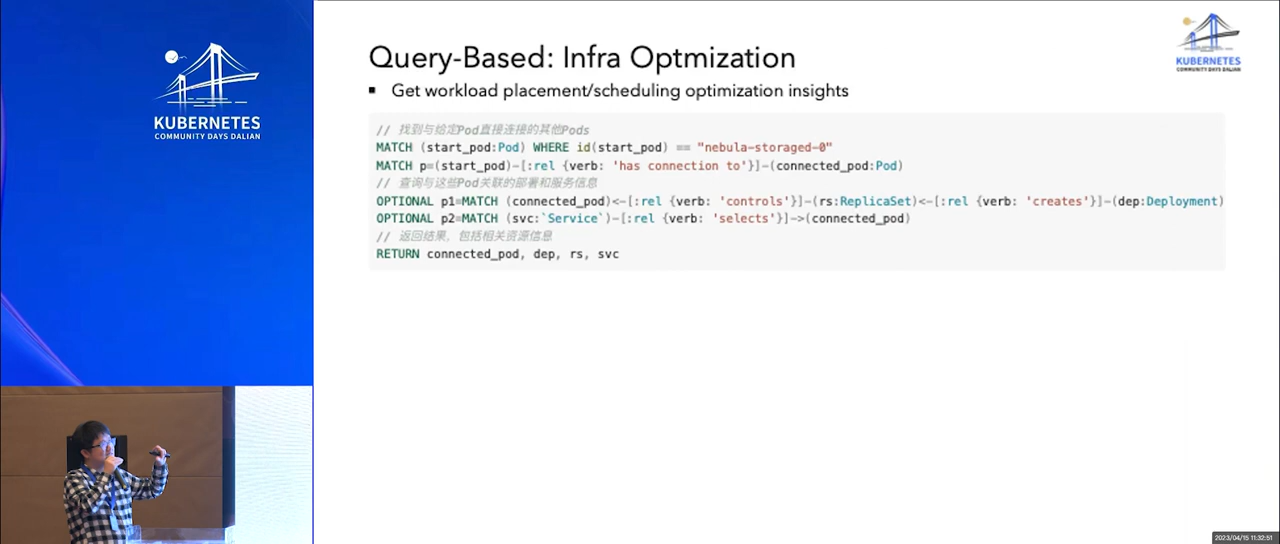 KUBERNETES
COMMUNITY DAYS DALIAN
Query-Based: Infra Optmization
KUBERNETES
COMMUNITY DAYS DALIAN
▪ Get workload placement/scheduling optimization insights
// 找到与给定Pod直接连接的其他Pods
MATCH (start_pod:Pod) WHERE id(start_pod) == "nebula-storaged-0"
MATCH p=(start_pod)-[:rel {verb: 'has connection to'}]-(connected_pod:Pod)
// 查询与这些Pod关联的部署和服务信息
OPTIONAL p1=MATCH (connected_pod)<-[:rel {verb: 'controls'}]-(rs:ReplicaSet)<-[:rel {verb: 'creates'}]-(dep:Deployment)
OPTIONAL p2=MATCH (svc:`Service`)-[:rel {verb: 'selects'}]->(connected_pod)
// 返回结果，包括相关资源信息
RETURN connected_pod, dep, rs, svc
2023/04/15 11:32:51